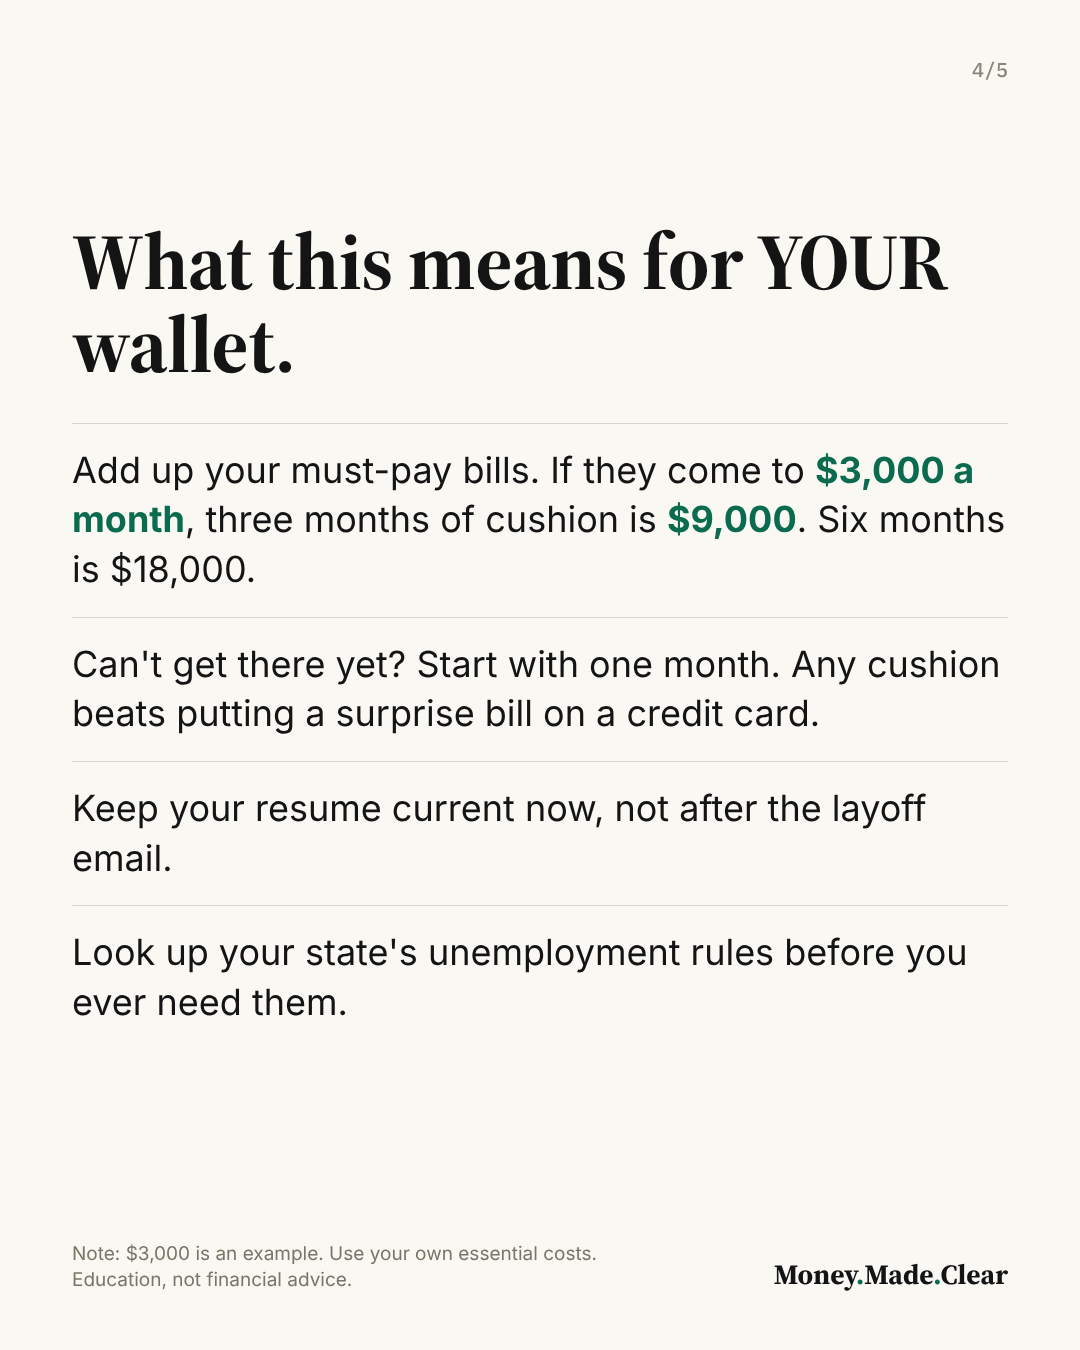 4/5
What this means for YOUR
wallet.
Add up your must-pay bills. If they come to $3,000 a
month, three months of cushion is $9,000. Six months
is $18,000.
Can't get there yet? Start with one month. Any cushion
beats putting a surprise bill on a credit card.
Keep your resume current now, not after the layoff
email.
Look up your state's unemployment rules before you
ever need them.
Note: $3,000 is an example. Use your own essential costs.
Education, not financial advice.
Money.Made.Clear